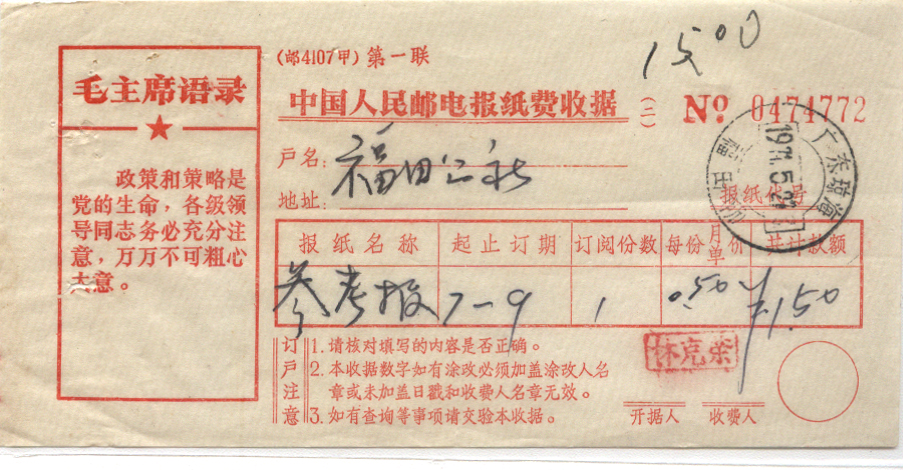 毛主席语录
政策和策略是
党的生命，各级领
导同志务必充分注
意，万万不可粗心
大意。
(邮4107甲) 第一联
1500
中国人民邮电报纸费收据 (二) Nº 0474772
户名: 福田公社
地址:
报纸代号
广东
报纸名称 起止订期 订阅份数 每份月单价 共计款额
参考报 7-9 1 0.50 ¥1.50
订户注意
1. 请核对填写的内容是否正确。
2. 本收据数字如有涂改必须加盖涂改人名
章或未加盖日戳和收费人名章无效。
3. 如有查询等事项请交验本收据。
开据人 收费人